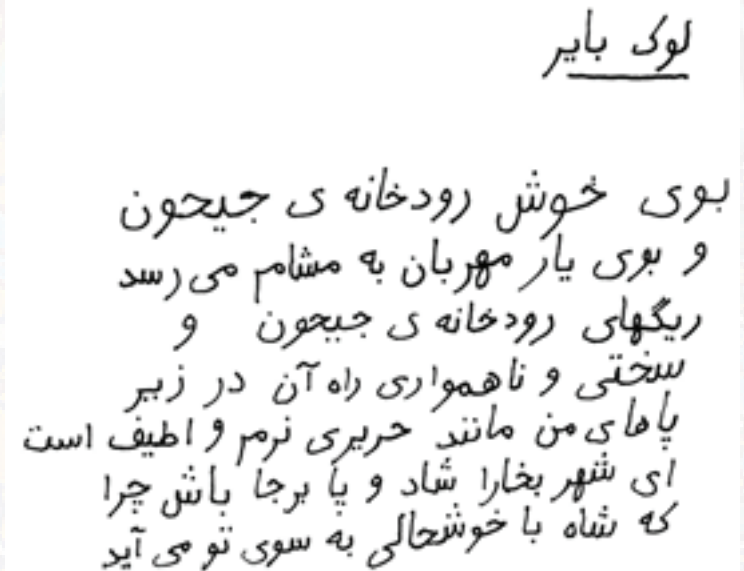 لوک بایر
بوی خوش رودخانه ی جیحون
و بوی یار مهربان به مشام می رسد
ریگهای رودخانه ی جیحون و
سختی و ناهمواری راه آن در زیر
پاهای من مانند حریری نرم و لطیف است
ای شهر بخارا شاد و پا برجا باش چرا
که شاه با خوشحالی به سوی تو می آید